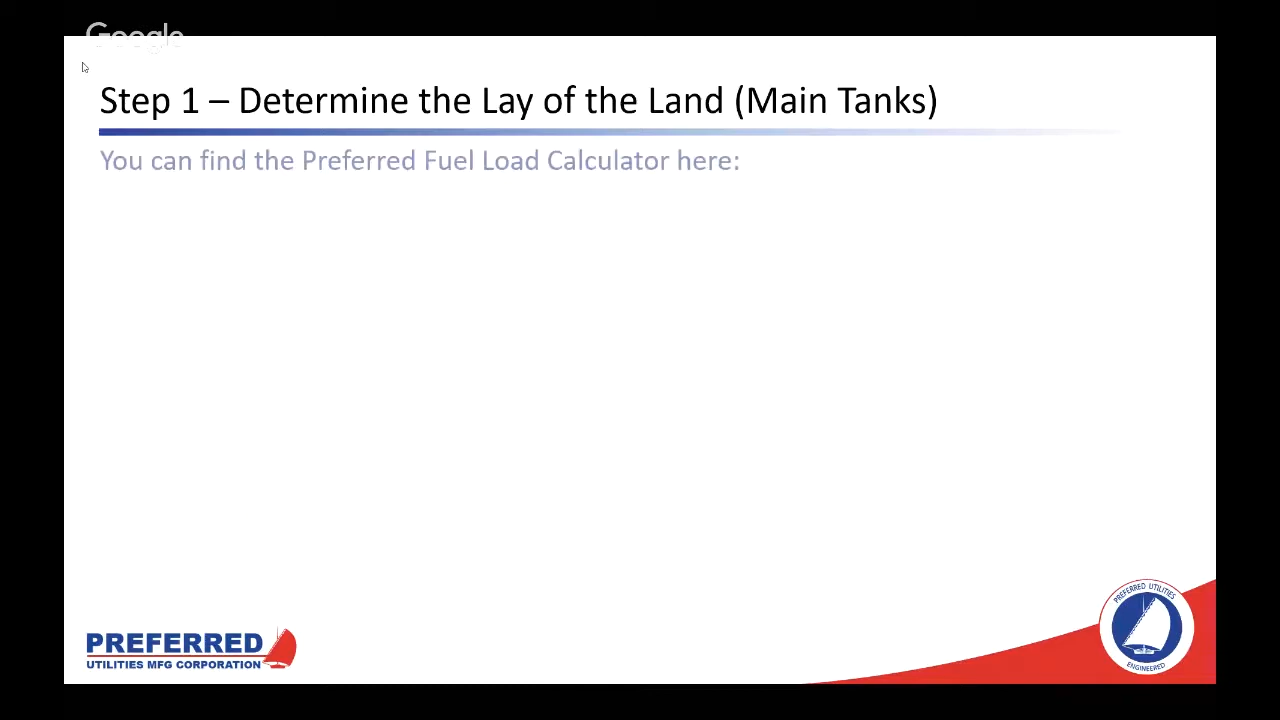 Google
Step 1 – Determine the Lay of the Land (Main Tanks)
You can find the Preferred Fuel Load Calculator here:
PREFERRED
UTILITIES MFG CORPORATION
PREFERRED UTILITIES
ENGINEERED